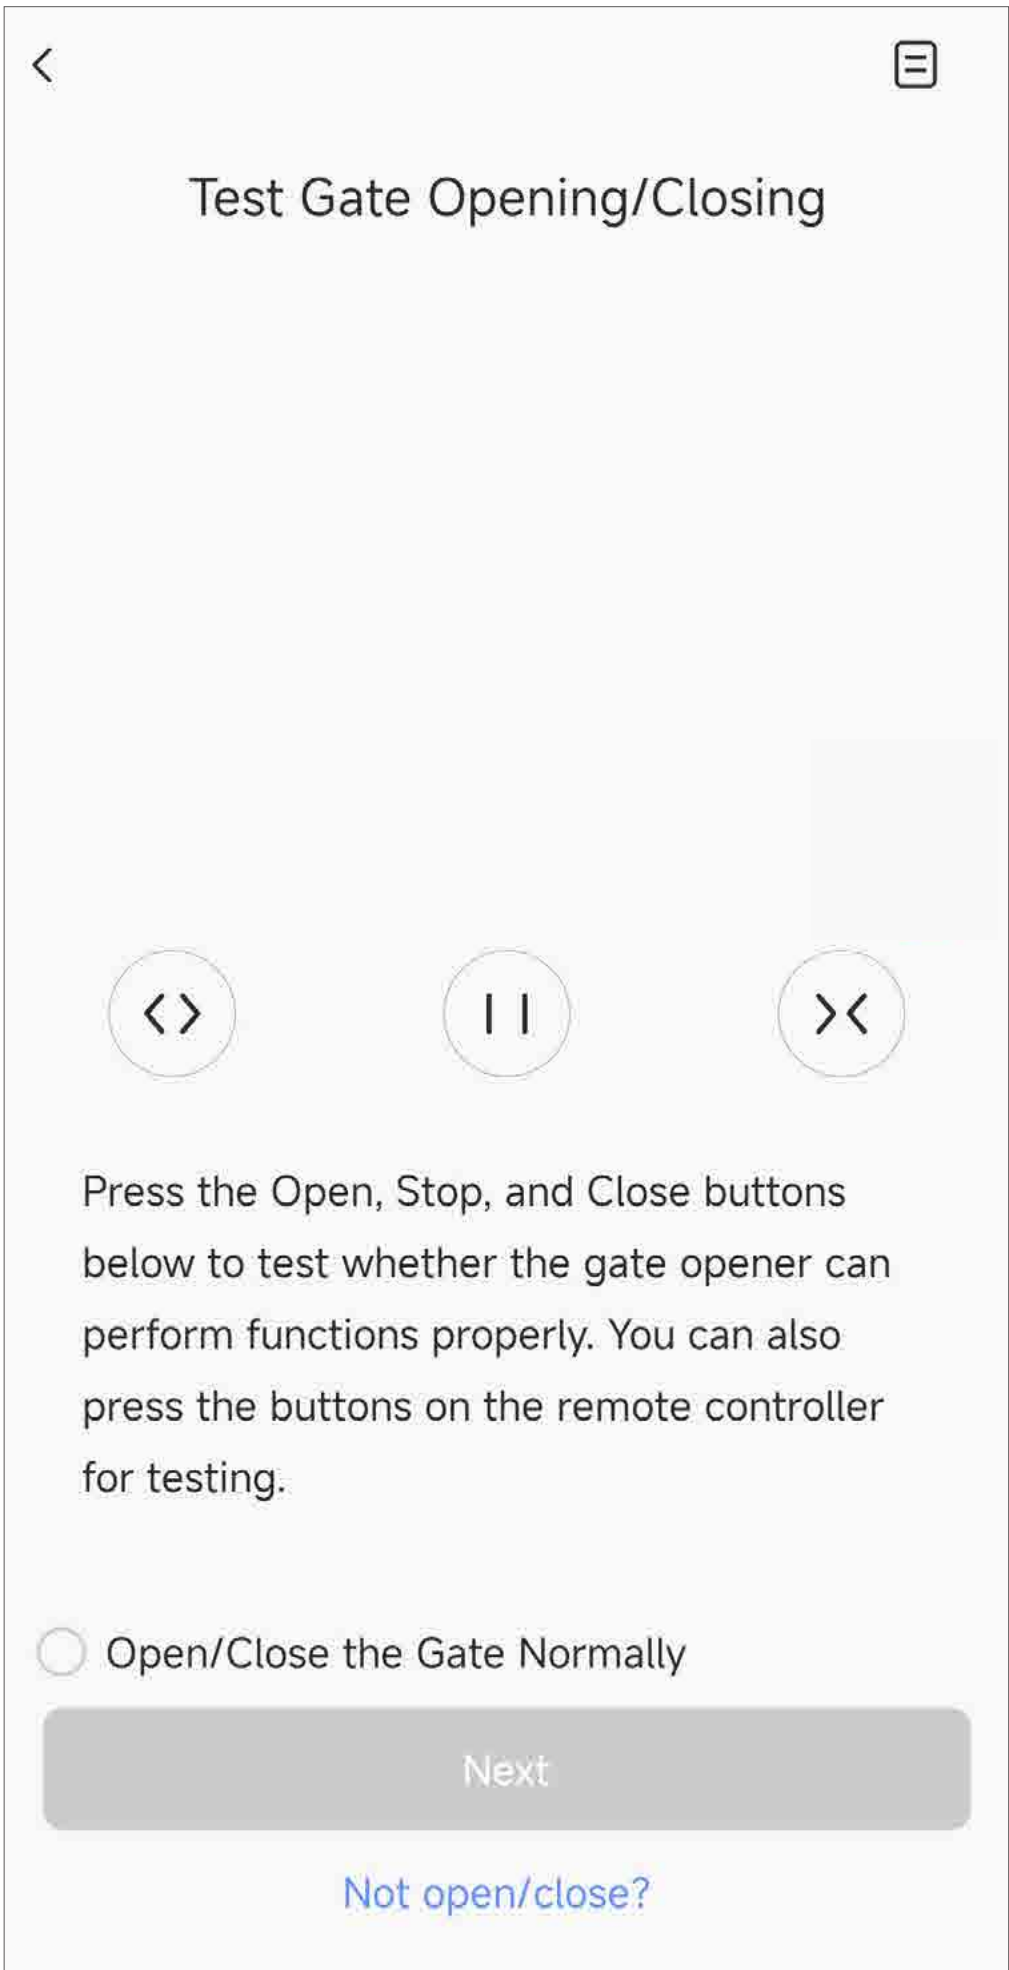 Test Gate Opening/Closing
Press the Open, Stop, and Close buttons
below to test whether the gate opener can
perform functions properly. You can also
press the buttons on the remote controller
for testing.
Open/Close the Gate Normally
Next
Not open/close?